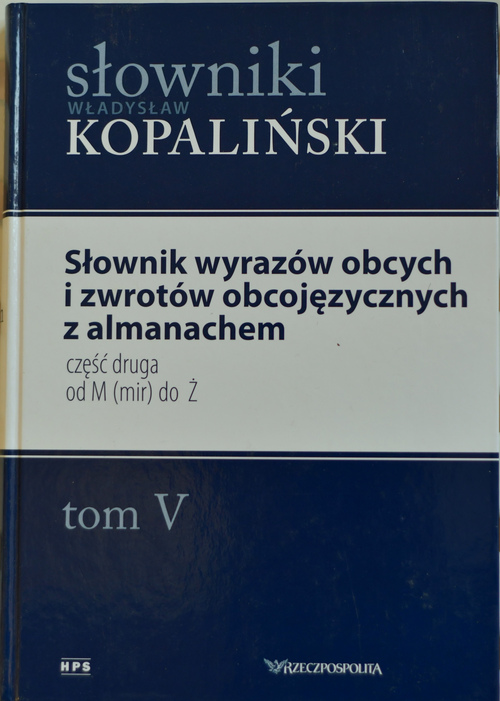 słowniki
WŁADYSŁAW
KOPALIŃSKI
Słownik wyrazów obcych
i zwrotów obcojęzycznych
z almanachem
część druga
od M (mir) do Ż
tom V
HPS
RZECZPOSPOLITA